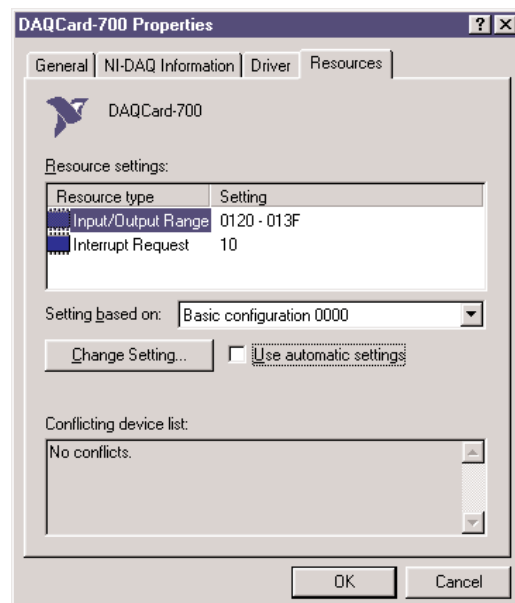 DAQCard-700 Properties
General NI-DAQ Information Driver Resources
DAQCard-700
Resource settings:
Resource type Setting
Input/Output Range 0120 - 013F
Interrupt Request 10
Setting based on: Basic configuration 0000
Change Setting... Use automatic settings
Conflicting device list:
No conflicts.
OK Cancel